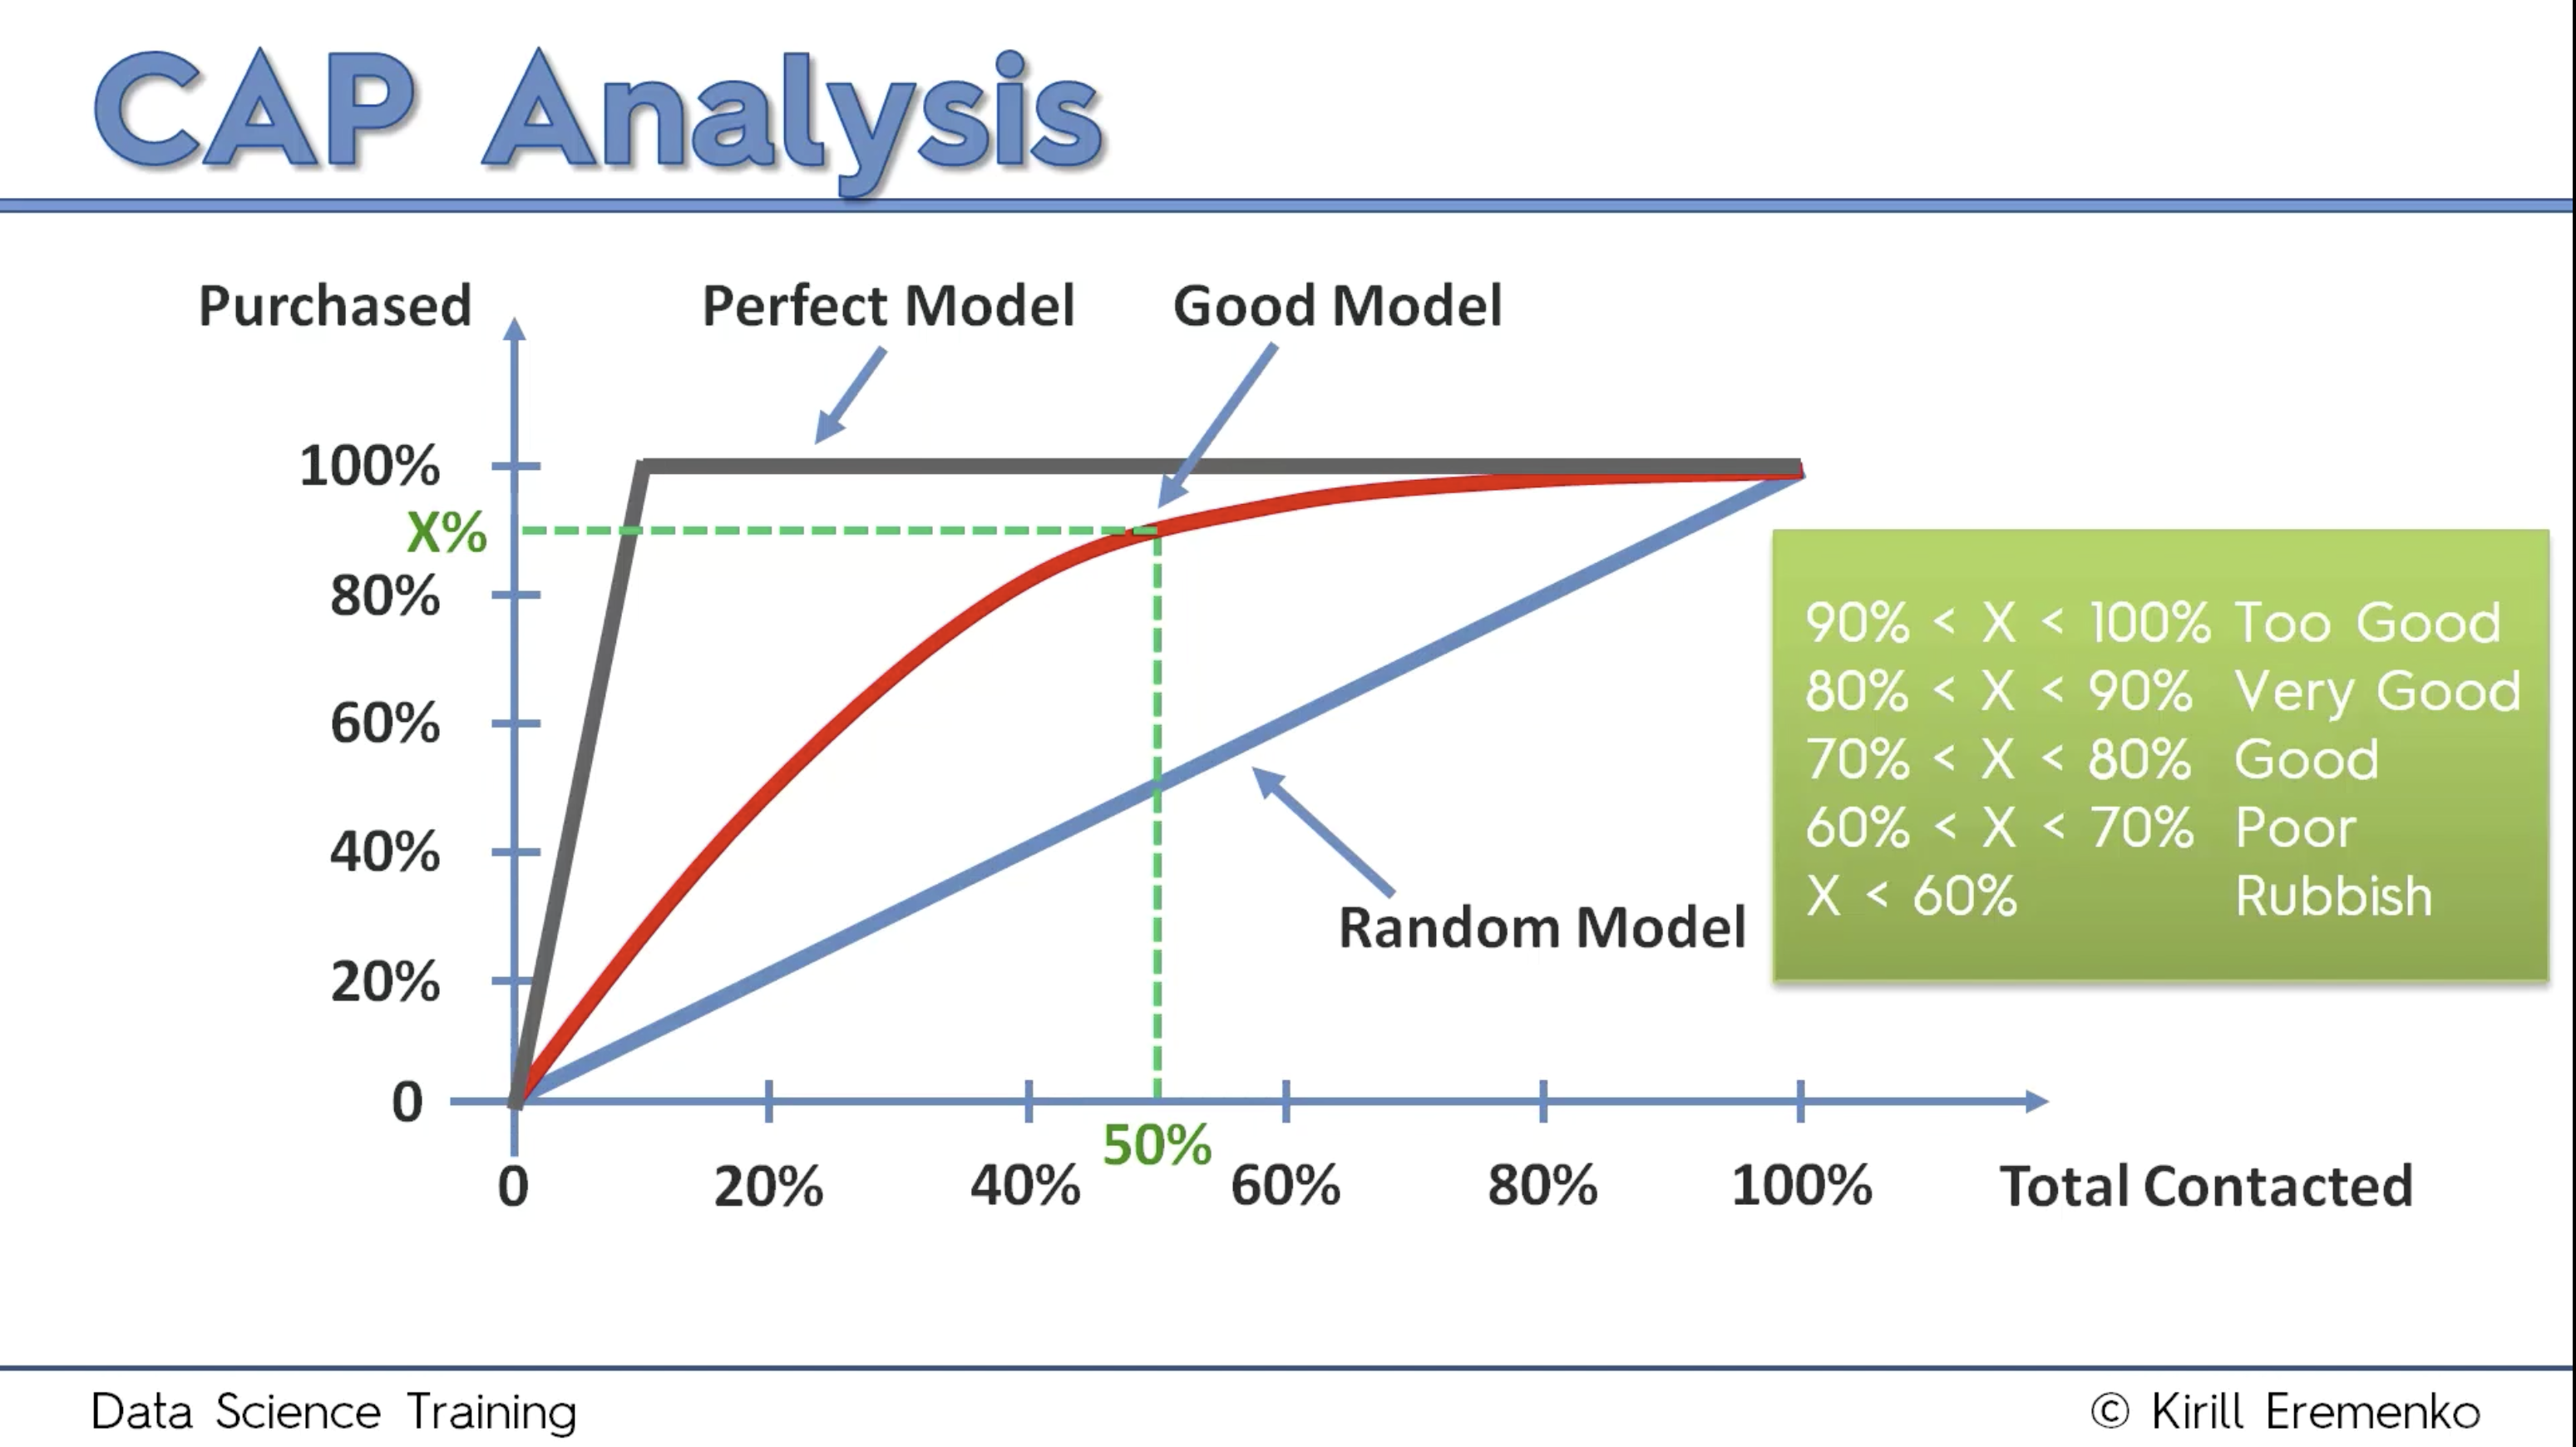 CAP Analysis
Purchased
Perfect Model
Good Model
100%
X%
80%
60%
40%
20%
0
90% < X < 100% Too Good
80% < X < 90% Very Good
70% < X < 80% Good
60% < X < 70% Poor
X < 60% Rubbish
Random Model
50%
0 20% 40% 60% 80% 100% Total Contacted
Data Science Training
© Kirill Eremenko